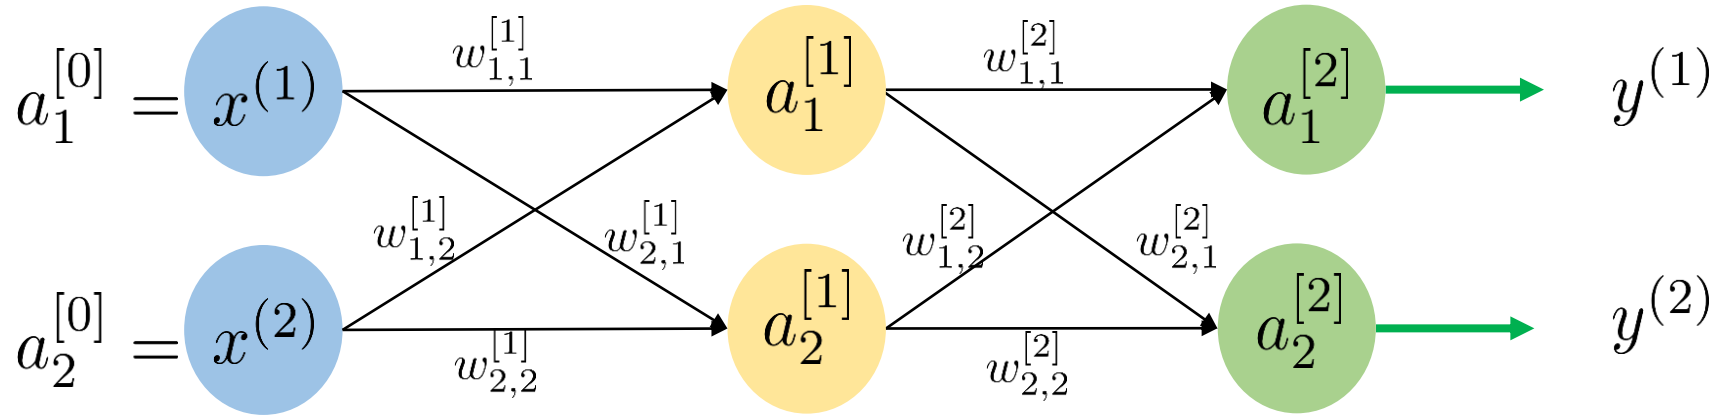 w_{1,1}^{[1]} w_{1,1}^{[2]}
a_1^{[0]} = x^{(1)} a_1^{[1]} a_1^{[2]} y^{(1)}
w_{1,2}^{[1]} w_{2,1}^{[1]} w_{1,2}^{[2]} w_{2,1}^{[2]}
a_2^{[0]} = x^{(2)} a_2^{[1]} a_2^{[2]} y^{(2)}
w_{2,2}^{[1]} w_{2,2}^{[2]}